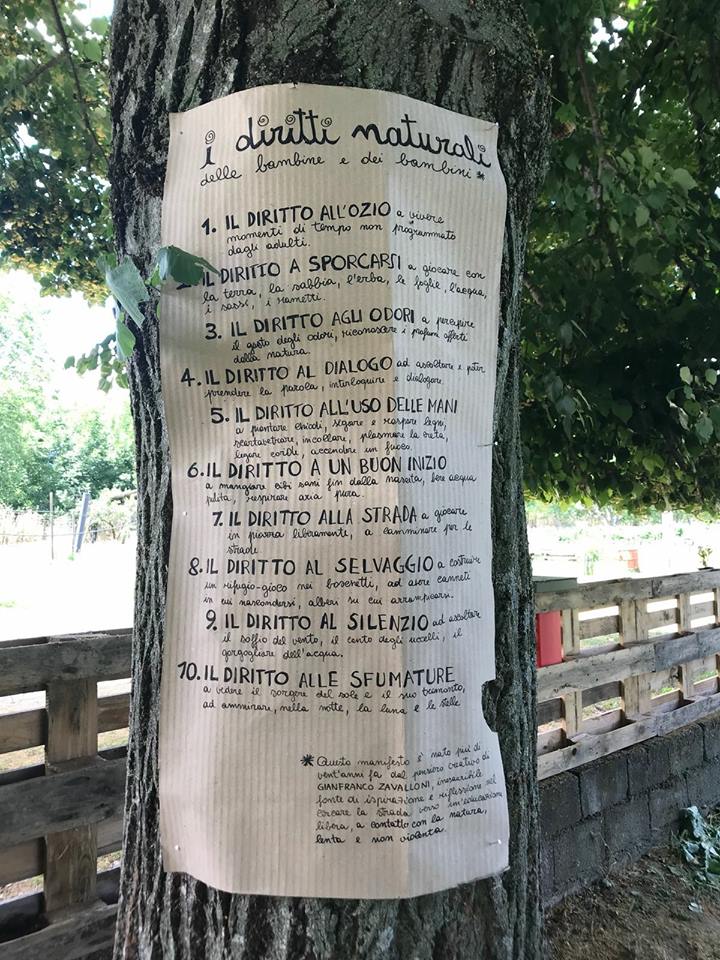 i diritti naturali
delle bambine e dei bambini *
1. IL DIRITTO ALL'OZIO a vivere
momenti di tempo non programmato
dagli adulti.
IL DIRITTO A SPORCARSI a giocare con
la terra, la sabbia, l'erba, le foglie, l'acqua,
i sassi, i rametti.
3. IL DIRITTO AGLI ODORI a percepire
il gusto degli odori, riconoscere i profumi offerti
dalla natura.
4. IL DIRITTO AL DIALOGO ad ascoltare e poter
prendere la parola, interloquire e dialogare.
5. IL DIRITTO ALL'USO DELLE MANI
a piantare chiodi, segare e raspare legni,
scartavetrare, incollare, plasmare la creta,
legare corde, accendere un fuoco.
6. IL DIRITTO A UN BUON INIZIO
a mangiare cibi sani fin dalla nascita, bere acqua
pulita, respirare aria pura.
7. IL DIRITTO ALLA STRADA a giocare
in piazza liberamente, a camminare per le
strade.
8. IL DIRITTO AL SELVAGGIO a costruire
un rifugio-gioco nei boschetti, ad avere canneti
in cui nascondersi, alberi su cui arrampicarsi.
9. IL DIRITTO AL SILENZIO ad ascoltare
il soffio del vento, il canto degli uccelli, il
gorgogliare dell'acqua.
10. IL DIRITTO ALLE SFUMATURE
a vedere il sorgere del sole e il suo tramonto,
ad ammirare, nella notte, la luna e le stelle
* Questo manifesto è nato più di
vent'anni fa dal pensiero creativo di
GIANFRANCO ZAVALLONI, inesauribile
fonte di ispirazione e riflessione nel
cercare la strada verso un'educazione
libera, a contatto con la natura,
lenta e non violenta.